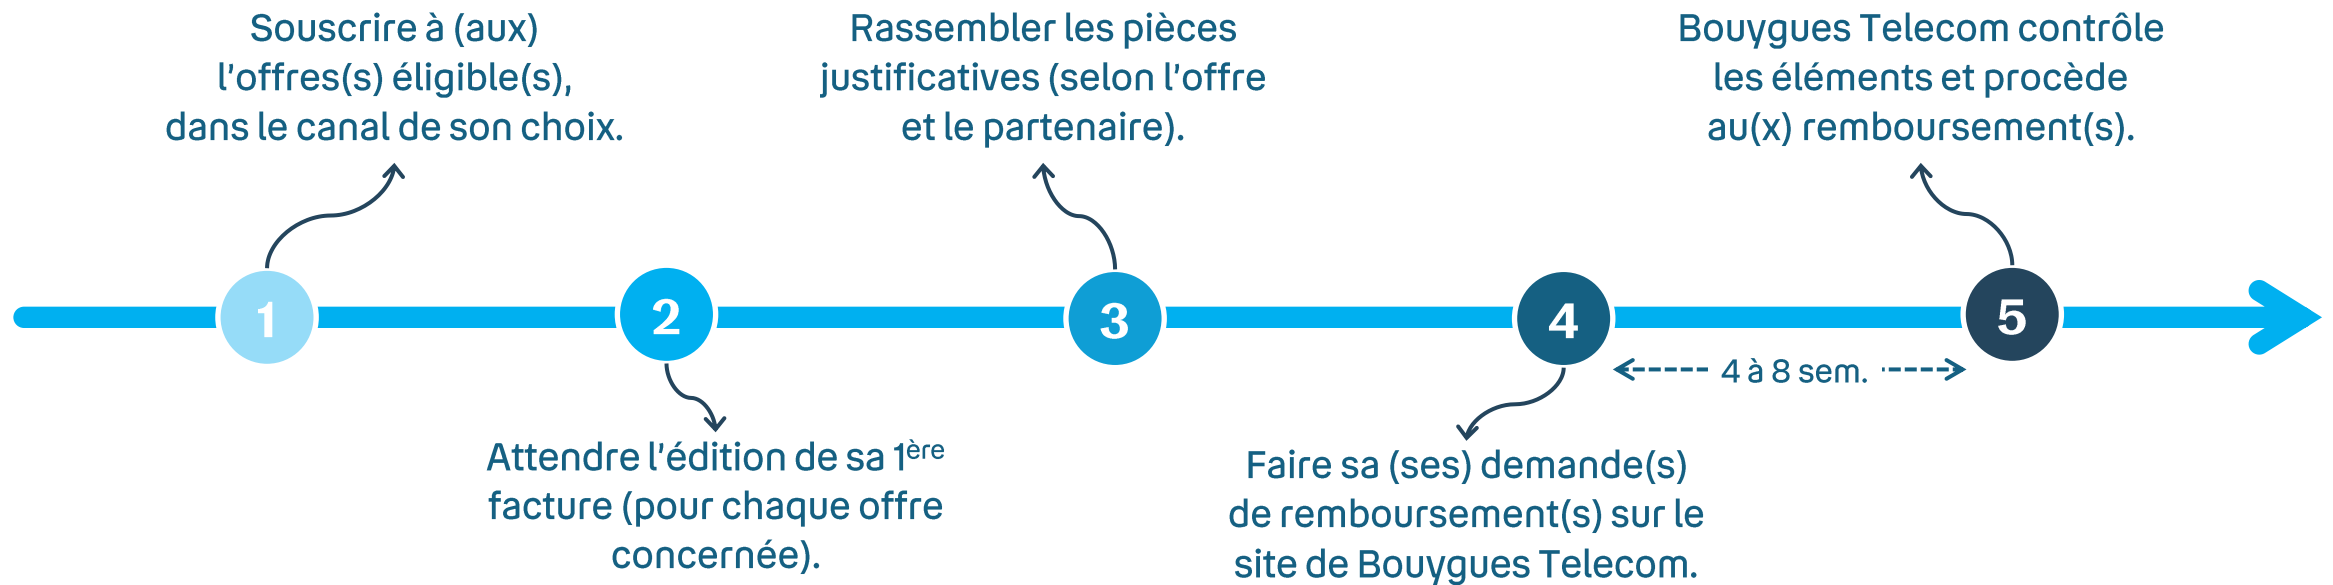 Souscrire à (aux)
l'offres(s) éligible(s),
dans le canal de son choix.
1
2
Attendre l'édition de sa 1ère
facture (pour chaque offre
concernée).
Rassembler les pièces
justificatives (selon l'offre
et le partenaire).
3
4
Faire sa (ses) demande(s)
de remboursement(s) sur le
site de Bouygues Telecom.
4 à 8 sem.
Bouygues Telecom contrôle
les éléments et procède
au(x) remboursement(s).
5